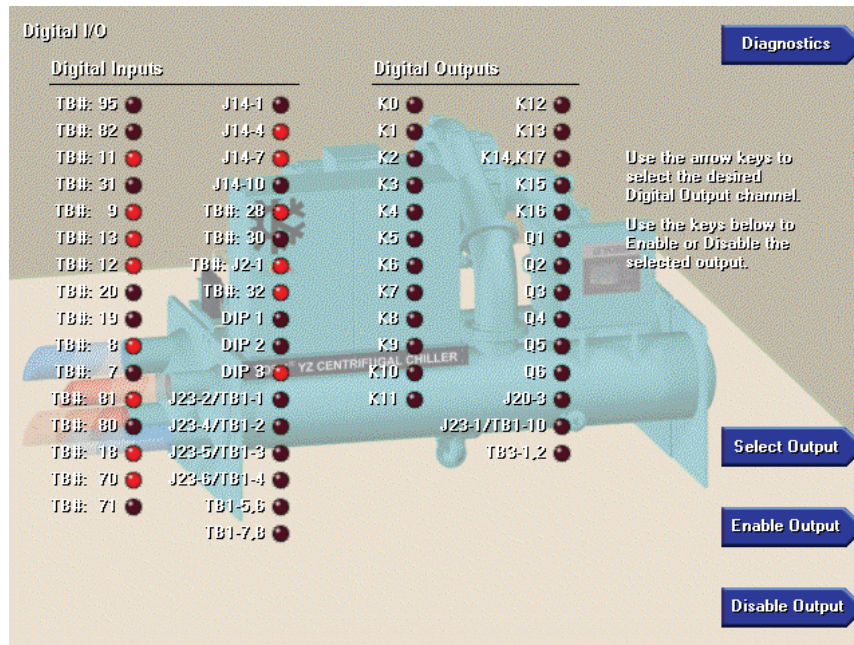 Digital I/O
Diagnostics
Digital Inputs
TB#: 95
TB#: 82
TB#: 11
TB#: 31
TB#: 9
TB#: 13
TB#: 12
TB#: 20
TB#: 19
TB#: 8
TB#: 7
TB#: 81
TB#: 80
TB#: 18
TB#: 70
TB#: 71
J14-1
J14-4
J14-7
J14-10
TB#: 28
TB#: 30
TB#: J2-1
TB#: 32
DIP 1
DIP 2
DIP 3
J23-2/TB1-1
J23-4/TB1-2
J23-5/TB1-3
J23-6/TB1-4
TB1-5,6
TB1-7,8
Digital Outputs
K0
K1
K2
K3
K4
K5
K6
K7
K8
K9
K10
K11
K12
K13
K14,K17
K15
K16
Q1
Q2
Q3
Q4
Q5
Q6
J20-3
J23-1/TB1-10
TB3-1,2
YZ CENTRIFUGAL CHILLER
Use the arrow keys to
select the desired
Digital Output channel.
Use the keys below to
Enable or Disable the
selected output.
Select Output
Enable Output
Disable Output